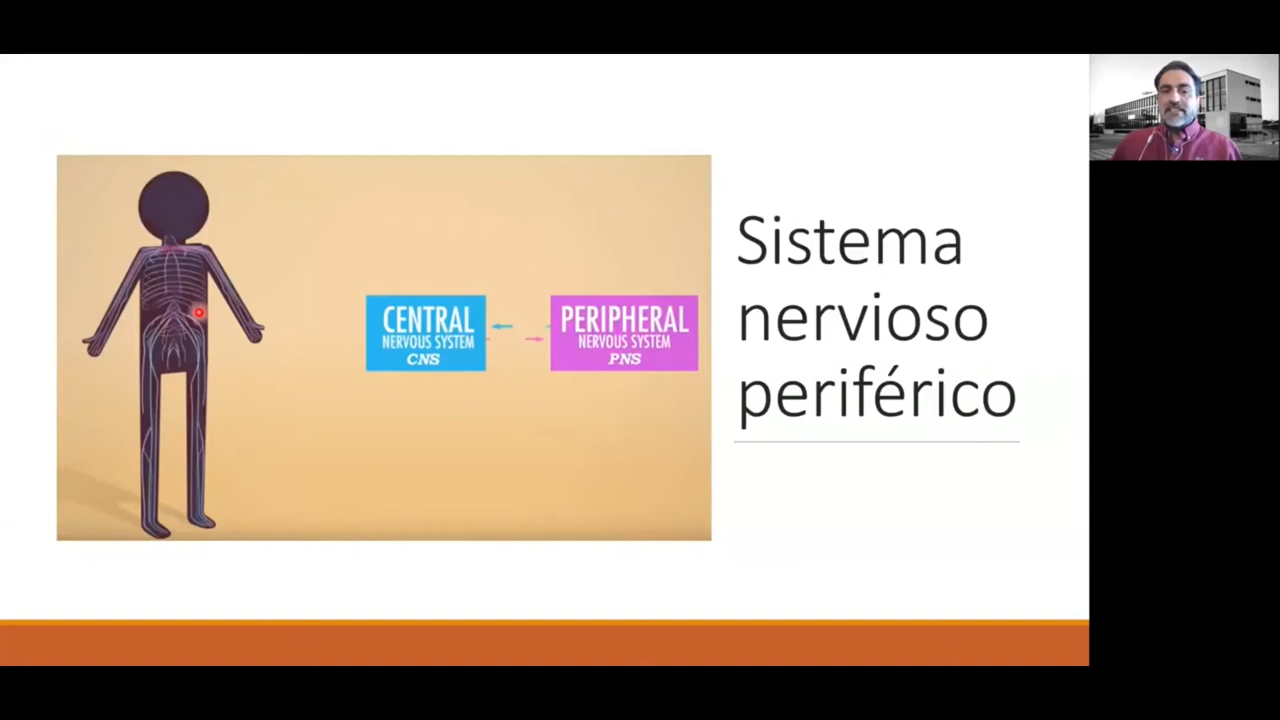 CENTRAL
NERVOUS SYSTEM
CNS
PERIPHERAL
NERVOUS SYSTEM
PNS
Sistema
nervioso
periférico